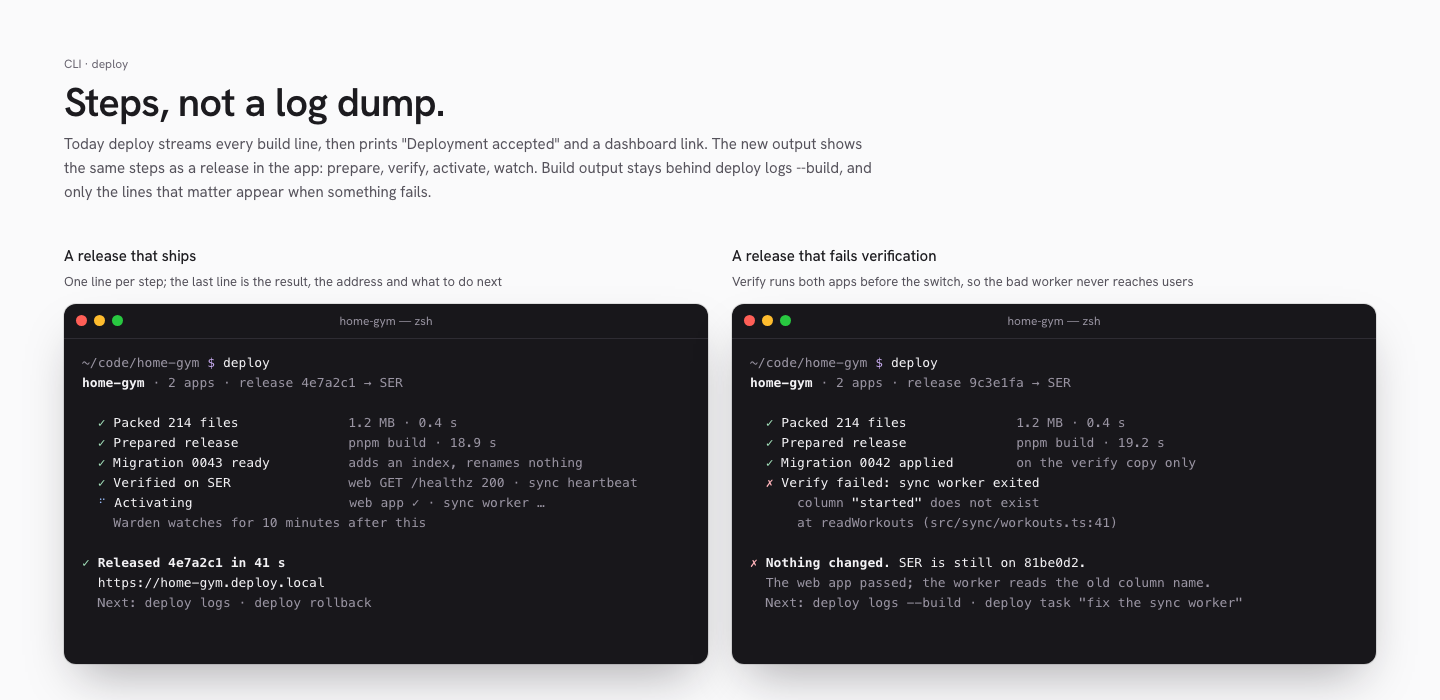 CLI · deploy
Steps, not a log dump.
Today deploy streams every build line, then prints "Deployment accepted" and a dashboard link. The new output shows
the same steps as a release in the app: prepare, verify, activate, watch. Build output stays behind deploy logs --build, and
only the lines that matter appear when something fails.
A release that ships
One line per step; the last line is the result, the address and what to do next
home-gym — zsh
~/code/home-gym $ deploy
home-gym · 2 apps · release 4e7a2c1 → SER
✓ Packed 214 files 1.2 MB · 0.4 s
✓ Prepared release pnpm build · 18.9 s
✓ Migration 0043 ready adds an index, renames nothing
✓ Verified on SER web GET /healthz 200 · sync heartbeat
⠋ Activating web app ✓ · sync worker …
Warden watches for 10 minutes after this
✓ Released 4e7a2c1 in 41 s
https://home-gym.deploy.local
Next: deploy logs · deploy rollback
A release that fails verification
Verify runs both apps before the switch, so the bad worker never reaches users
home-gym — zsh
~/code/home-gym $ deploy
home-gym · 2 apps · release 9c3e1fa → SER
✓ Packed 214 files 1.2 MB · 0.4 s
✓ Prepared release pnpm build · 19.2 s
✓ Migration 0042 applied on the verify copy only
✗ Verify failed: sync worker exited
column "started" does not exist
at readWorkouts (src/sync/workouts.ts:41)
✗ Nothing changed. SER is still on 81be0d2.
The web app passed; the worker reads the old column name.
Next: deploy logs --build · deploy task "fix the sync worker"